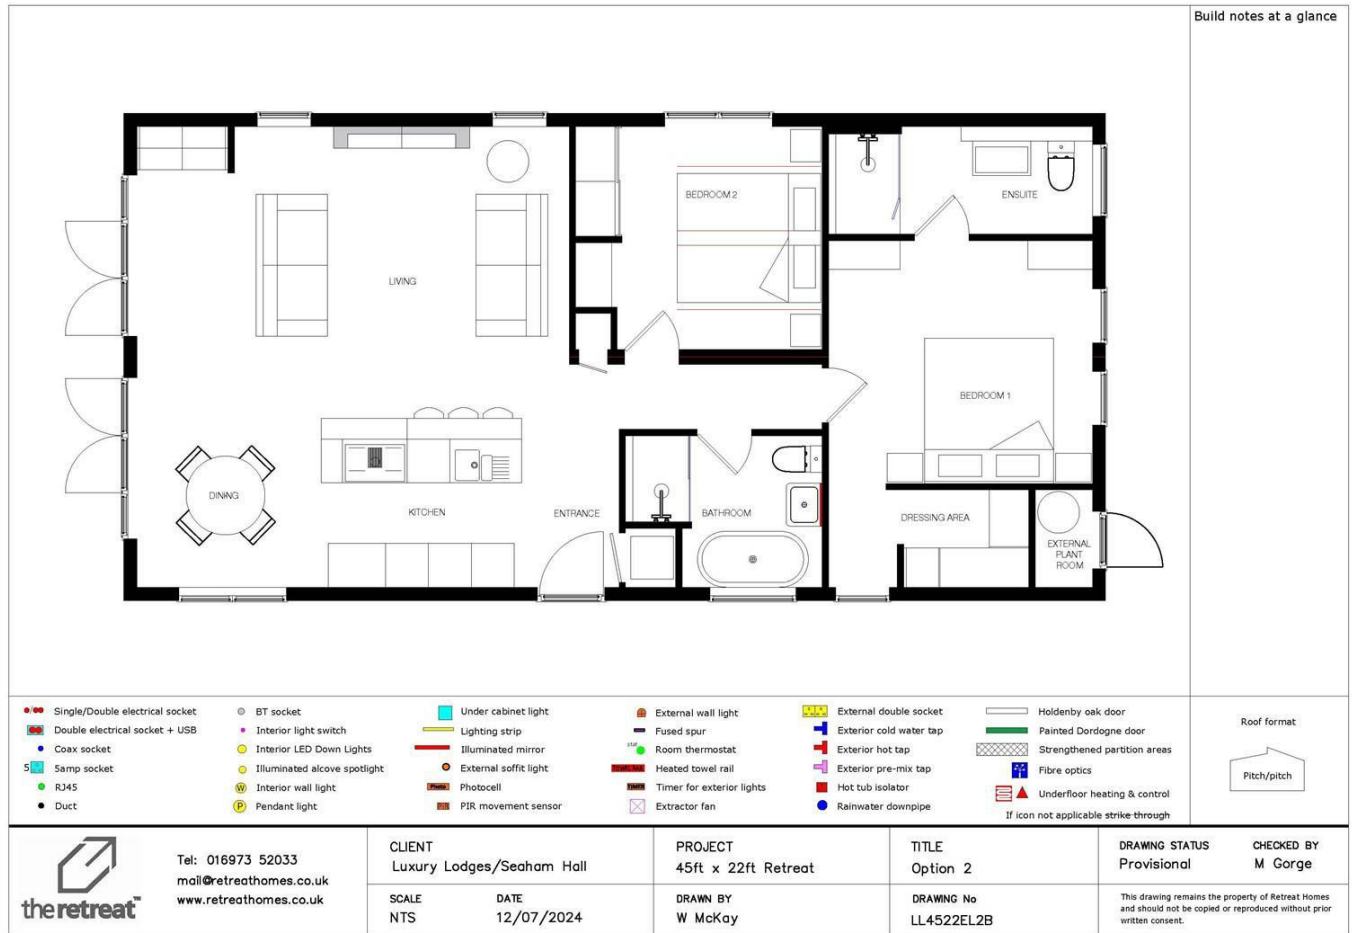 Build notes at a glance
BEDROOM 2
ENSUITE
LIVING
BEDROOM 1
DINING
KITCHEN
ENTRANCE
BATHROOM
DRESSING AREA
EXTERNAL
PLANT
ROOM
Single/Double electrical socket
Double electrical socket + USB
Coax socket
5 5amp socket
RJ45
Duct
BT socket
Interior light switch
Interior LED Down Lights
Illuminated alcove spotlight
W Interior wall light
P Pendant light
Under cabinet light
Lighting strip
Illuminated mirror
External soffit light
Photo Photocell
PIR PIR movement sensor
External wall light
Fused spur
stat Room thermostat
Heated towel rail
TIMER Timer for exterior lights
Extractor fan
External double socket
Exterior cold water tap
Exterior hot tap
Exterior pre-mix tap
Hot tub isolator
Rainwater downpipe
Holdenby oak door
Painted Dordogne door
Strengthened partition areas
Fibre optics
Underfloor heating & control
If icon not applicable strike through
Roof format
Pitch/pitch
the retreat™
Tel: 016973 52033
mail@retreathomes.co.uk
www.retreathomes.co.uk
CLIENT
Luxury Lodges/Seaham Hall
SCALE
NTS
DATE
12/07/2024
PROJECT
45ft x 22ft Retreat
DRAWN BY
W McKay
TITLE
Option 2
DRAWING No
LL4522EL2B
DRAWING STATUS
Provisional
CHECKED BY
M Gorge
This drawing remains the property of Retreat Homes
and should not be copied or reproduced without prior
written consent.